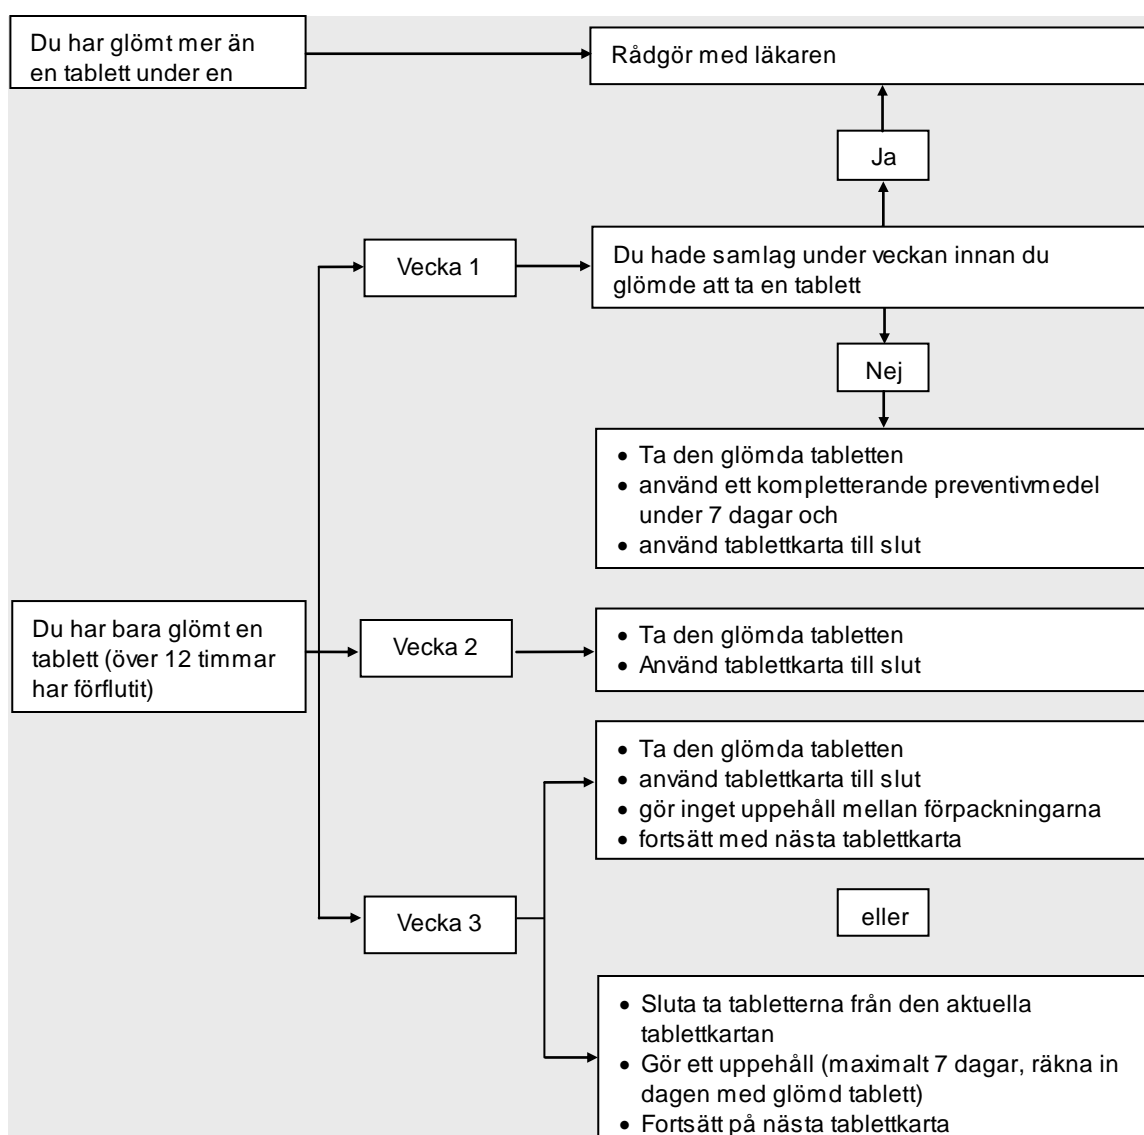 Du har glömt mer än
en tablett under en
Rådgör med läkaren
Ja
Vecka 1
Du hade samlag under veckan innan du
glömde att ta en tablett
Nej
• Ta den glömda tabletten
• använd ett kompletterande preventivmedel
under 7 dagar och
• använd tablettkarta till slut
Du har bara glömt en
tablett (över 12 timmar
har förflutit)
Vecka 2
• Ta den glömda tabletten
• Använd tablettkarta till slut
• Ta den glömda tabletten
• använd tablettkarta till slut
• gör inget uppehåll mellan förpackningarna
• fortsätt med nästa tablettkarta
Vecka 3
eller
• Sluta ta tabletterna från den aktuella
tablettkartan
• Gör ett uppehåll (maximalt 7 dagar, räkna in
dagen med glömd tablett)
• Fortsätt på nästa tablettkarta